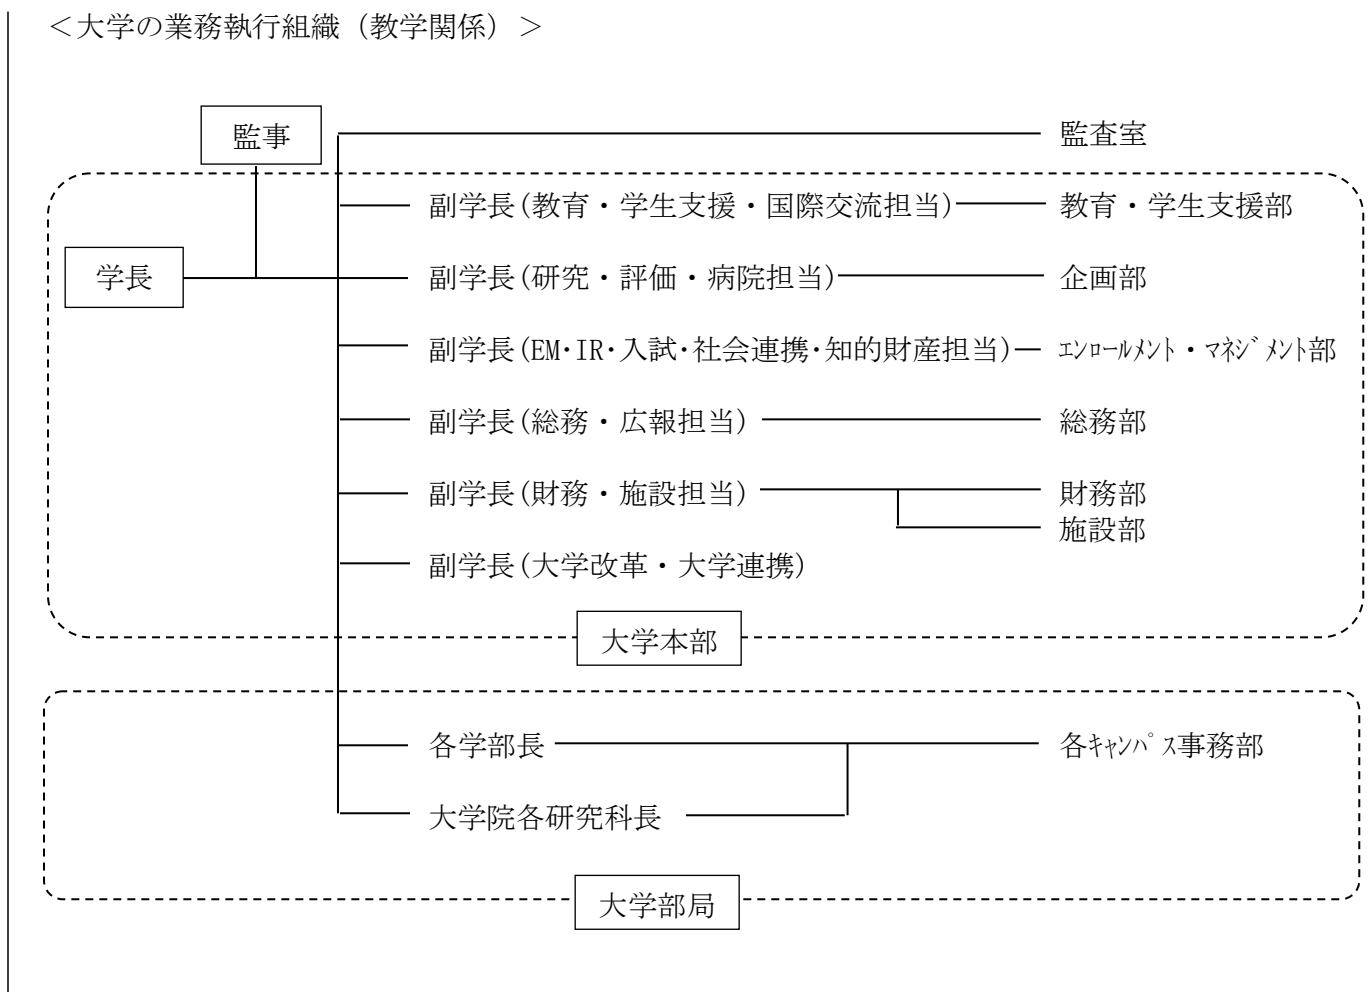 ＜大学の業務執行組織（教学関係）＞
監事
監査室
副学長(教育・学生支援・国際交流担当) 教育・学生支援部
学長 副学長(研究・評価・病院担当) 企画部
副学長(EM･IR･入試･社会連携･知的財産担当) ｴﾝﾛｰﾙﾒﾝﾄ・ﾏﾈｼﾞﾒﾝﾄ部
副学長(総務・広報担当) 総務部
副学長(財務・施設担当) 財務部
施設部
副学長(大学改革・大学連携)
大学本部
各学部長 各ｷｬﾝﾊﾟｽ事務部
大学院各研究科長
大学部局